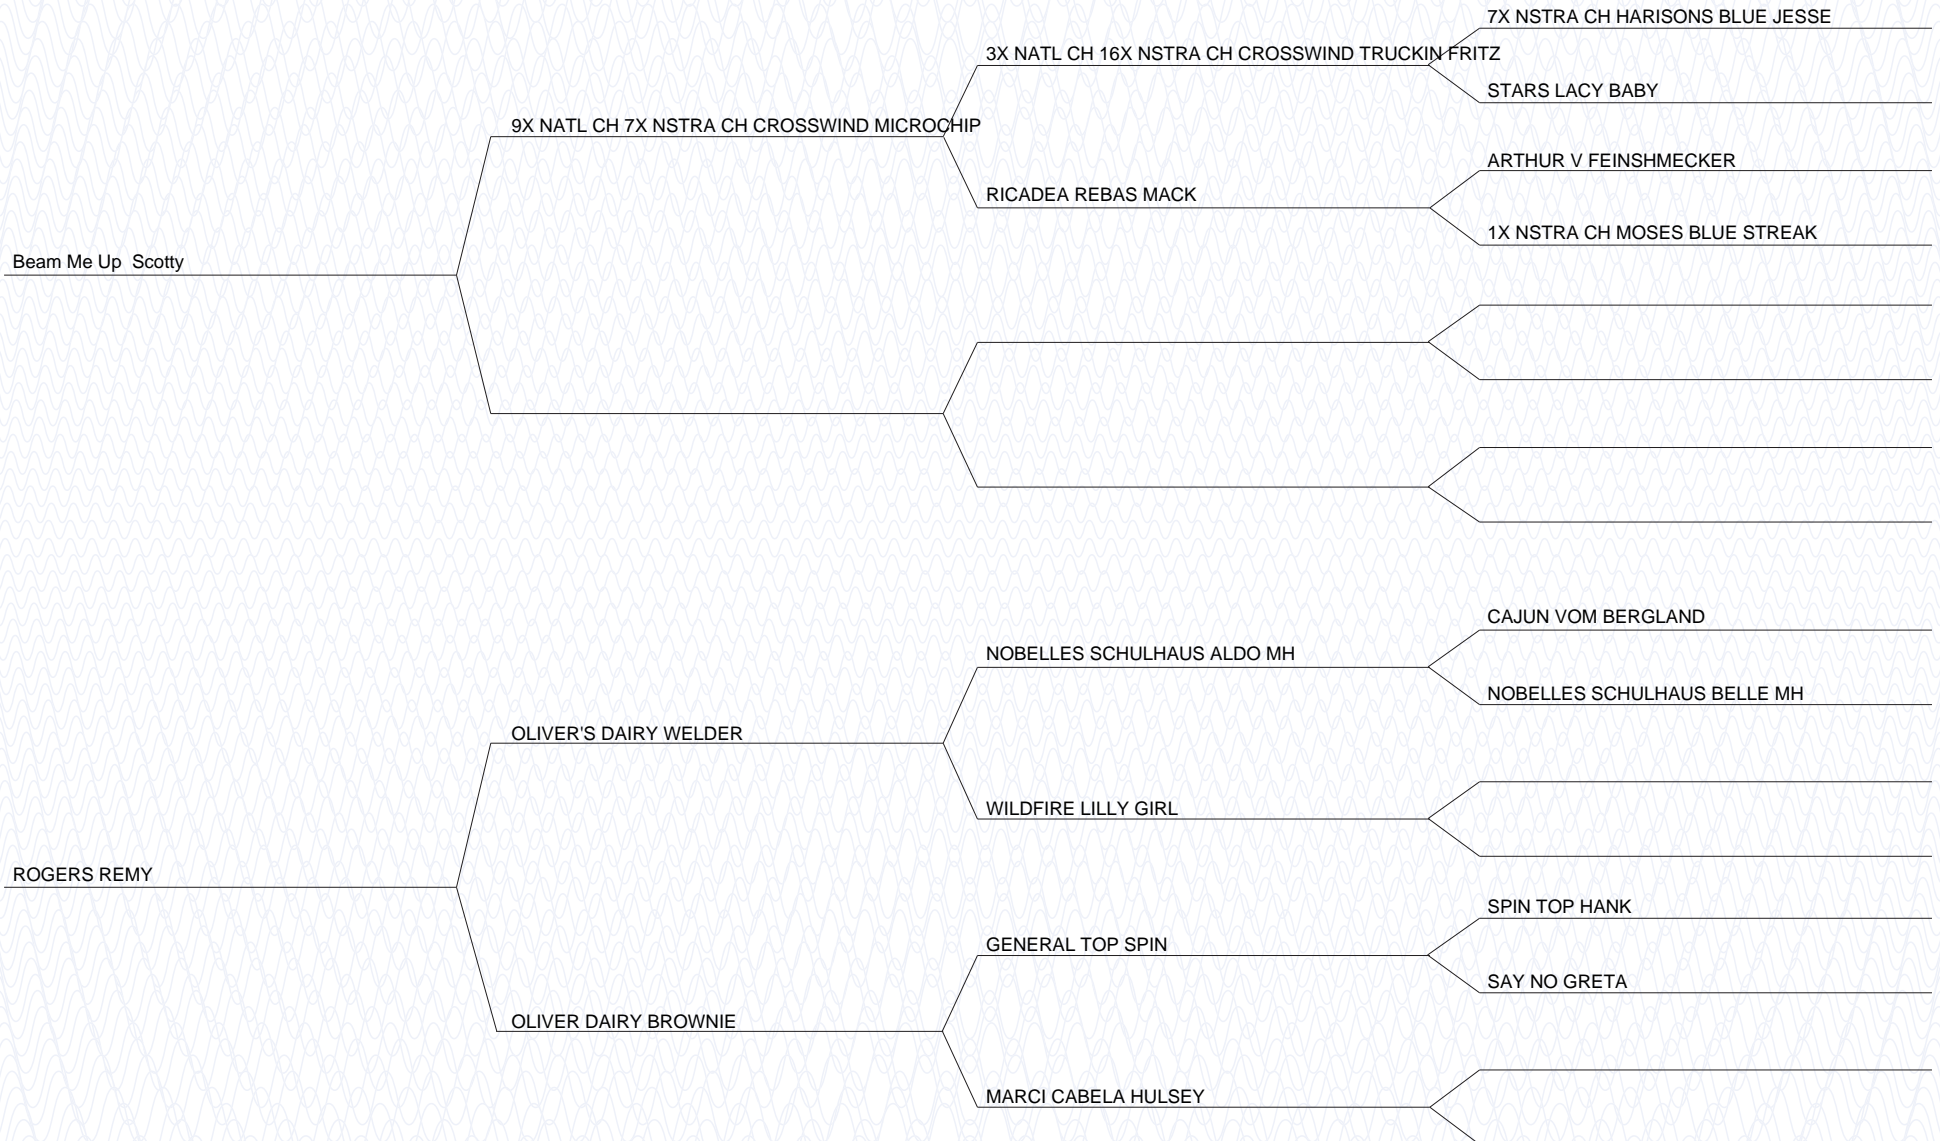 7X NSTRA CH HARISONS BLUE JESSE
3X NATL CH 16X NSTRA CH CROSSWIND TRUCKIN FRITZ
STARS LACY BABY
9X NATL CH 7X NSTRA CH CROSSWIND MICROCHIP
ARTHUR V FEINSHMECKER
RICADEA REBAS MACK
1X NSTRA CH MOSES BLUE STREAK
Beam Me Up  Scotty
CAJUN VOM BERGLAND
NOBELLES SCHULHAUS ALDO MH
NOBELLES SCHULHAUS BELLE MH
OLIVER'S DAIRY WELDER
WILDFIRE LILLY GIRL
ROGERS REMY
SPIN TOP HANK
GENERAL TOP SPIN
SAY NO GRETA
OLIVER DAIRY BROWNIE
MARCI CABELA HULSEY